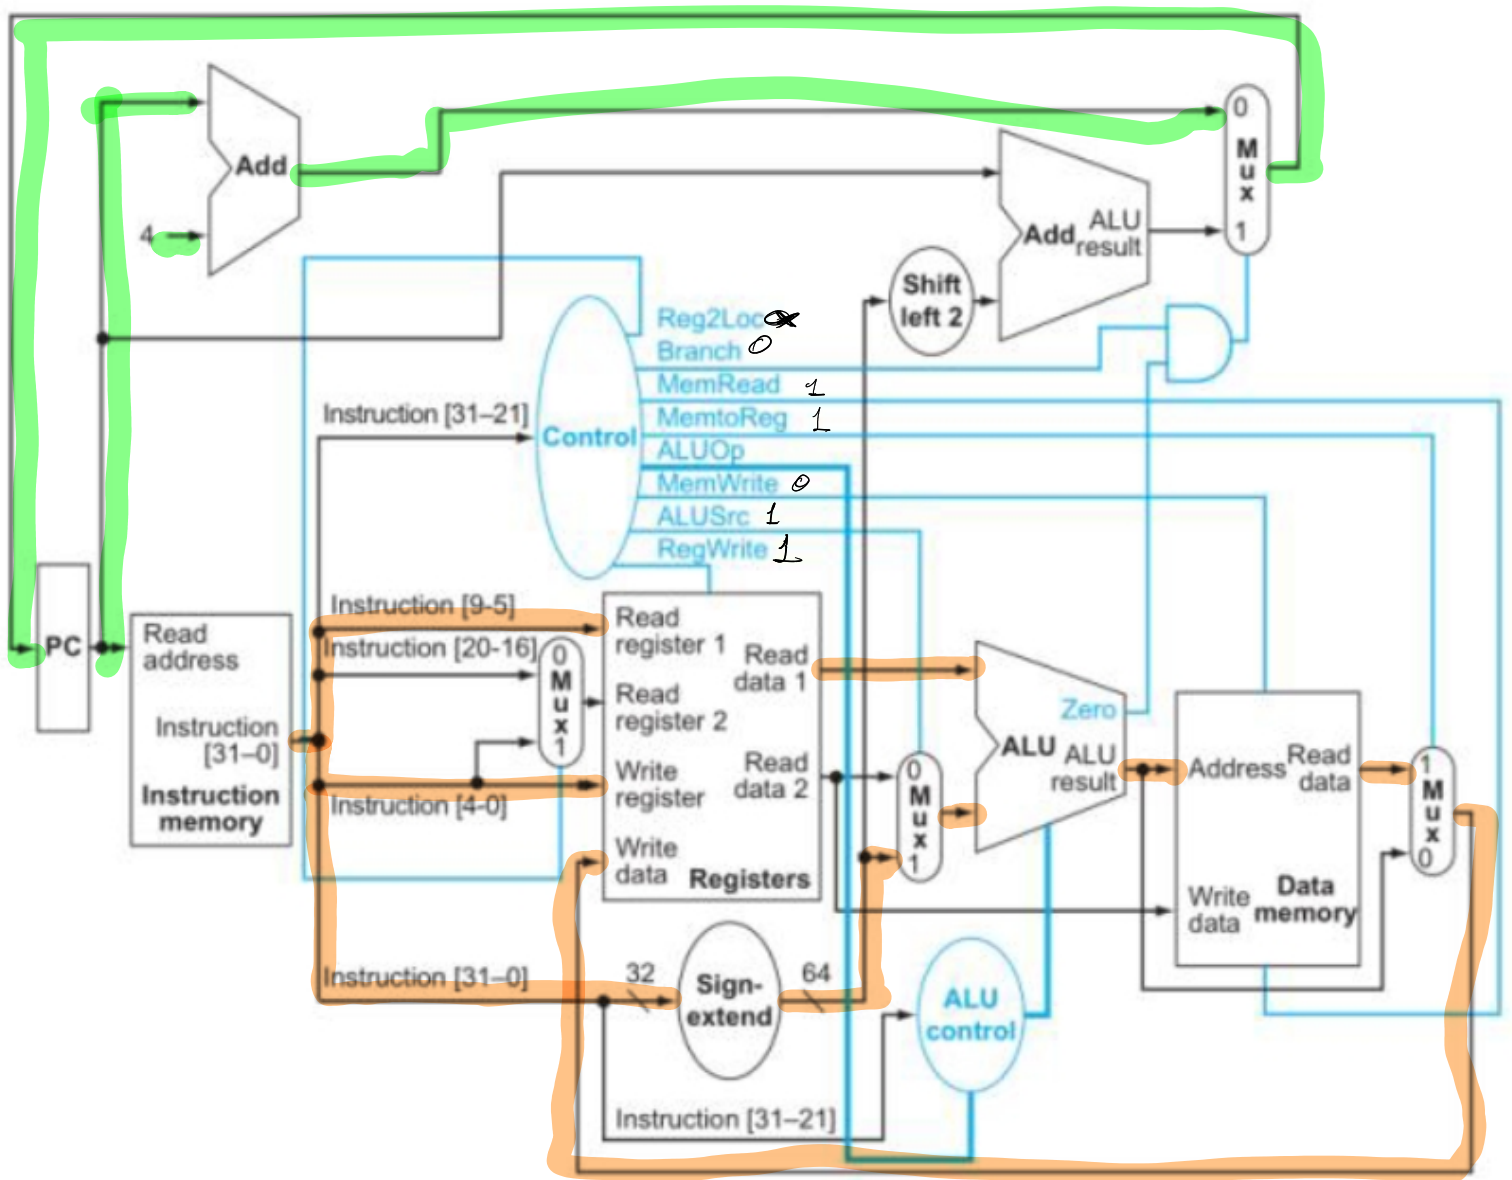 0
M
u
x
1
Add
4
Add
ALU
result
Shift
left 2
Reg2Loc
Branch 0
MemRead 1
MemtoReg 1
ALUOp
MemWrite 0
ALUSrc 1
RegWrite 1
Control
Instruction [31–21]
PC
Read
address
Instruction
[31–0]
Instruction
memory
Instruction [9-5]
Instruction [20-16]
Instruction [4-0]
0
M
u
x
1
Read
register 1
Read
register 2
Write
register
Write
data
Read
data 1
Read
data 2
Registers
0
M
u
x
1
Zero
ALU
ALU
result
Address
Read
data
Write
data
Data
memory
1
M
u
x
0
Instruction [31–0]
32
Sign-
extend
64
ALU
control
Instruction [31–21]